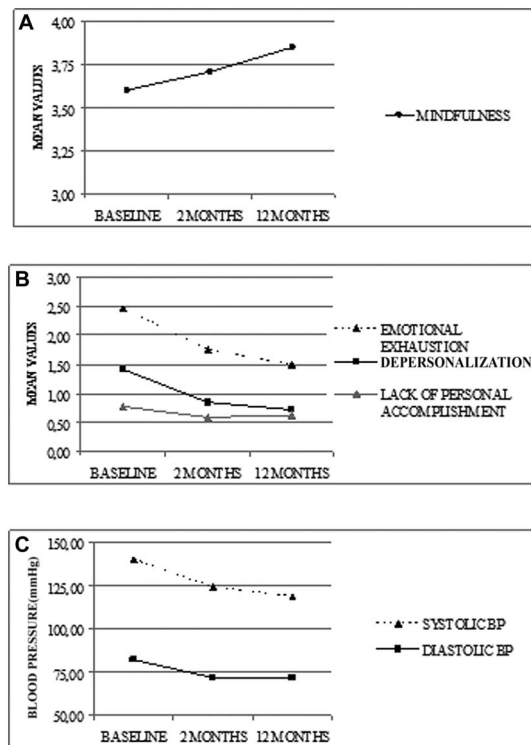 A
4,00
3,75
3,50
3,25
3,00
MEAN VALUES
BASELINE 2 MONTHS 12 MONTHS
MINDFULNESS
B
3,00
2,50
2,00
1,50
1,00
0,50
0,00
MEAN VALUES
BASELINE 2 MONTHS 12 MONTHS
EMOTIONAL
EXHAUSTION
DEPERSONALIZATION
LACK OF PERSONAL
ACCOMPLISHMENT
C
150,00
125,00
100,00
75,00
50,00
BLOOD PRESSURE(mmHg)
BASELINE 2 MONTHS 12 MONTHS
SYSTOLIC BP
DIASTOLIC BP